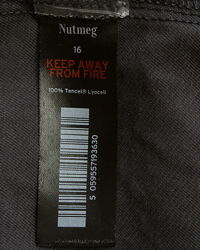 Nutmeg
16
KEEP AWAY
FROM FIRE
100% Tencel® Lyocell
5 059557193630